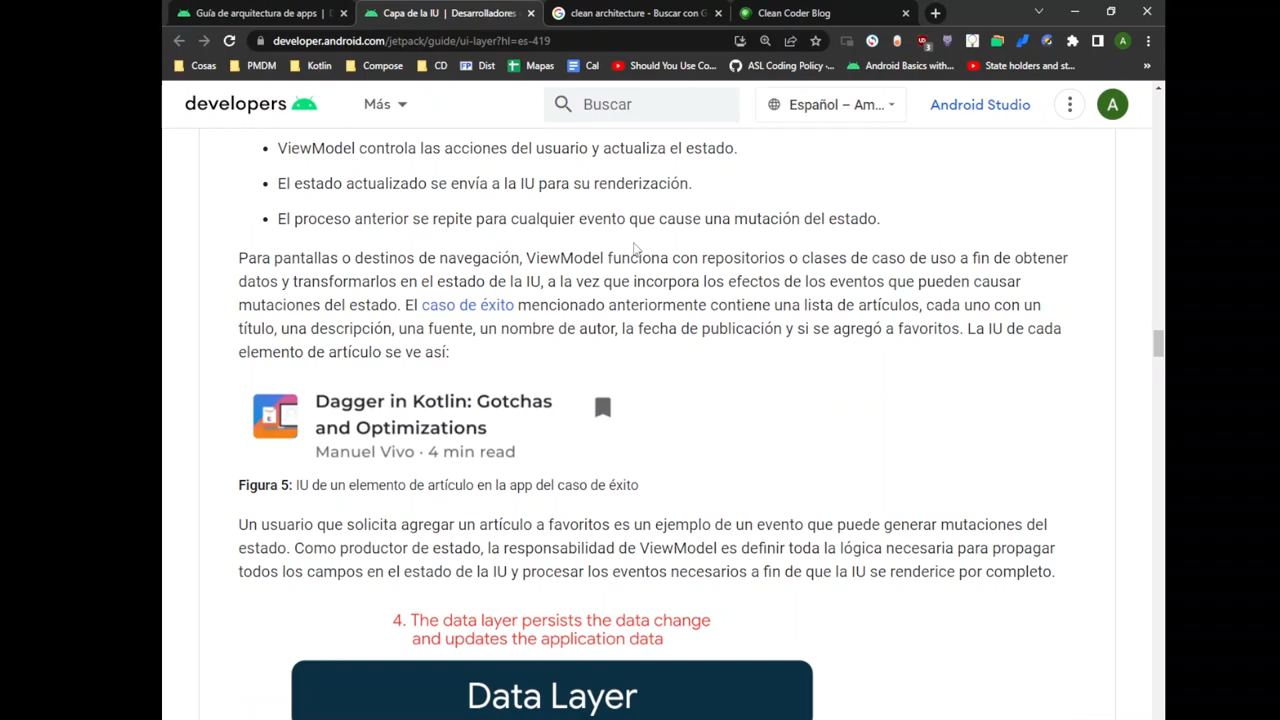 Guía de arquitectura de apps |
Capa de la IU | Desarrolladores
clean architecture - Buscar con G
Clean Coder Blog
developer.android.com/jetpack/guide/ui-layer?hl=es-419
3
A
Cosas
PMDM
Kotlin
Compose
CD
FP Dist
Mapas
Cal
Should You Use Co...
ASL Coding Policy-...
Android Basics with...
State holders and st...
»
developers
Más
Buscar
Español – Am...
Android Studio
A
• ViewModel controla las acciones del usuario y actualiza el estado.
• El estado actualizado se envía a la IU para su renderización.
• El proceso anterior se repite para cualquier evento que cause una mutación del estado.
Para pantallas o destinos de navegación, ViewModel funciona con repositorios o clases de caso de uso a fin de obtener
datos y transformarlos en el estado de la IU, a la vez que incorpora los efectos de los eventos que pueden causar
mutaciones del estado. El caso de éxito mencionado anteriormente contiene una lista de artículos, cada uno con un
título, una descripción, una fuente, un nombre de autor, la fecha de publicación y si se agregó a favoritos. La IU de cada
elemento de artículo se ve así:
Dagger in Kotlin: Gotchas
and Optimizations
Manuel Vivo · 4 min read
Figura 5: IU de un elemento de artículo en la app del caso de éxito
Un usuario que solicita agregar un artículo a favoritos es un ejemplo de un evento que puede generar mutaciones del
estado. Como productor de estado, la responsabilidad de ViewModel es definir toda la lógica necesaria para propagar
todos los campos en el estado de la IU y procesar los eventos necesarios a fin de que la IU se renderice por completo.
4. The data layer persists the data change
and updates the application data
Data Layer